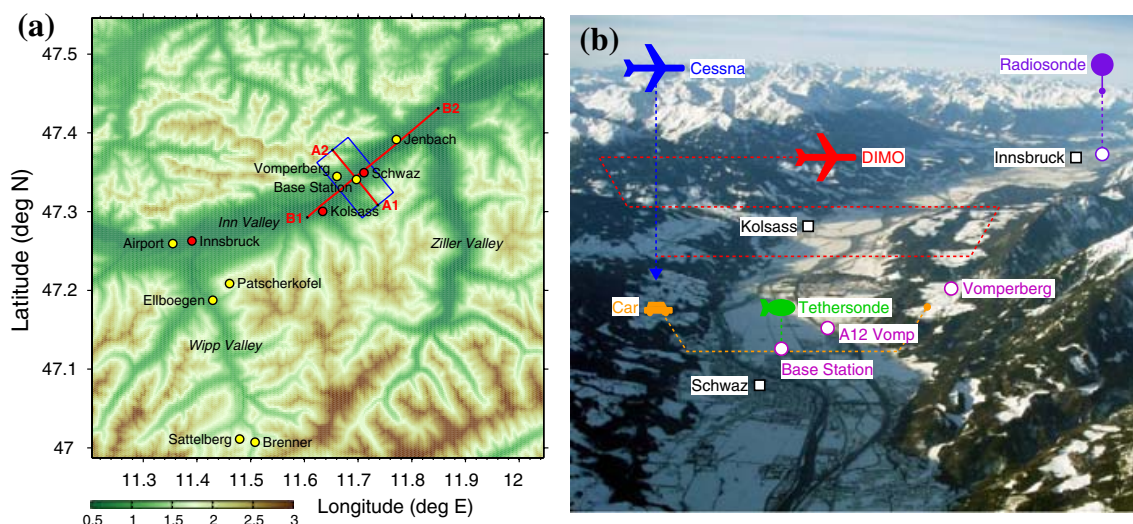 (a)
47.5
47.4
47.3
47.2
47.1
47
Latitude (deg N)
B2
Jenbach
A2
Vomperberg
Schwaz
Base Station
A1
B1
Kolsass
Inn Valley
Airport
Innsbruck
Ziller Valley
Patscherkofel
Ellboegen
Wipp Valley
Sattelberg
Brenner
11.3 11.4 11.5 11.6 11.7 11.8 11.9 12
Longitude (deg E)
0.5 1 1.5 2 2.5 3
(b)
Cessna
Radiosonde
DIMO
Innsbruck
Kolsass
Vomperberg
Car
Tethersonde
A12 Vomp
Base Station
Schwaz